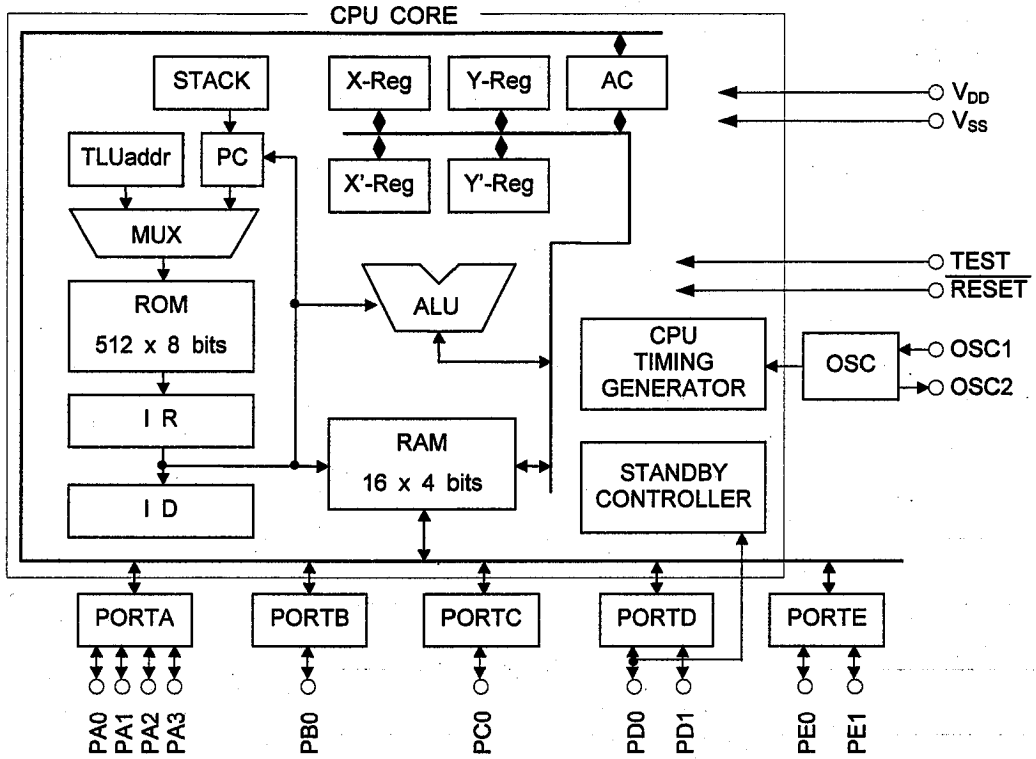 CPU CORE
STACK
X-Reg
Y-Reg
AC
V_DD
V_SS
TLUaddr
PC
X'-Reg
Y'-Reg
MUX
TEST
RESET
ROM
512 x 8 bits
ALU
CPU
TIMING
GENERATOR
OSC
OSC1
OSC2
I R
RAM
16 x 4 bits
STANDBY
CONTROLLER
I D
PORTA
PORTB
PORTC
PORTD
PORTE
PA0
PA1
PA2
PA3
PB0
PC0
PD0
PD1
PE0
PE1